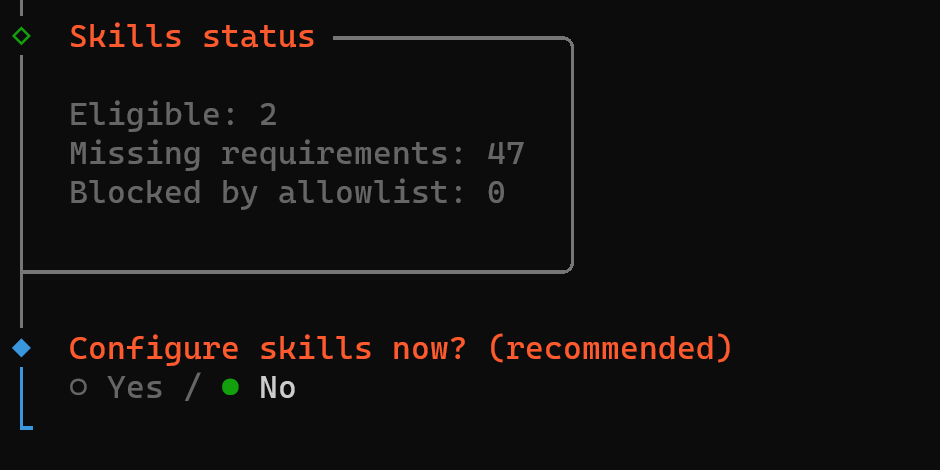 Skills status
Eligible: 2
Missing requirements: 47
Blocked by allowlist: 0
Configure skills now? (recommended)
○ Yes / ● No